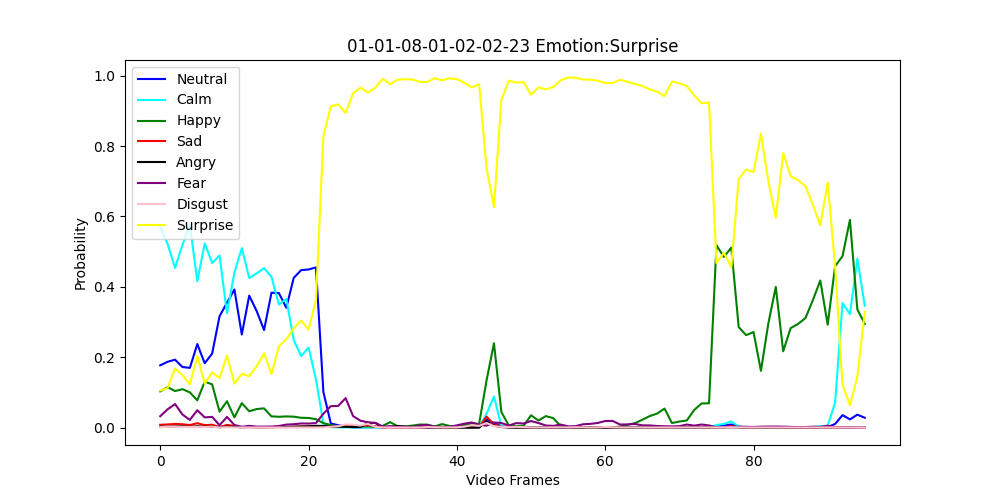 01-01-08-01-02-02-23 Emotion:Surprise
1.0
0.8
0.6
0.4
0.2
0.0
Probability
Neutral
Calm
Happy
Sad
Angry
Fear
Disgust
Surprise
0 20 40 60 80
Video Frames